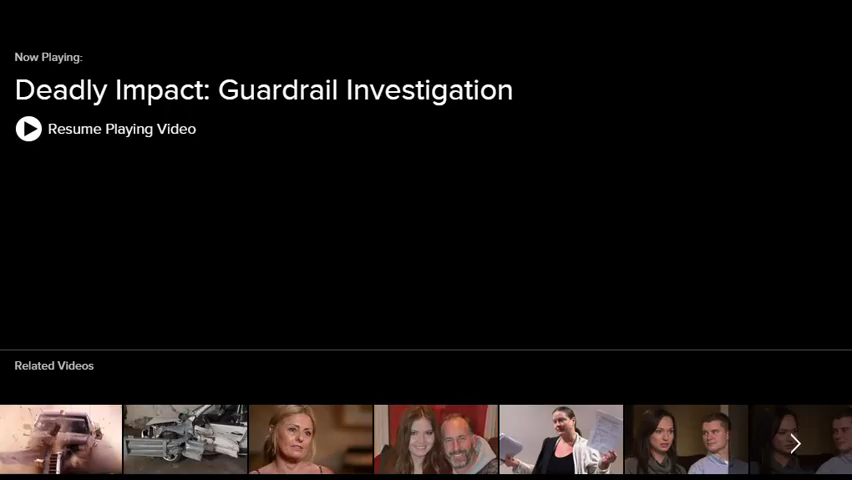 Now Playing:
Deadly Impact: Guardrail Investigation
Resume Playing Video
Related Videos